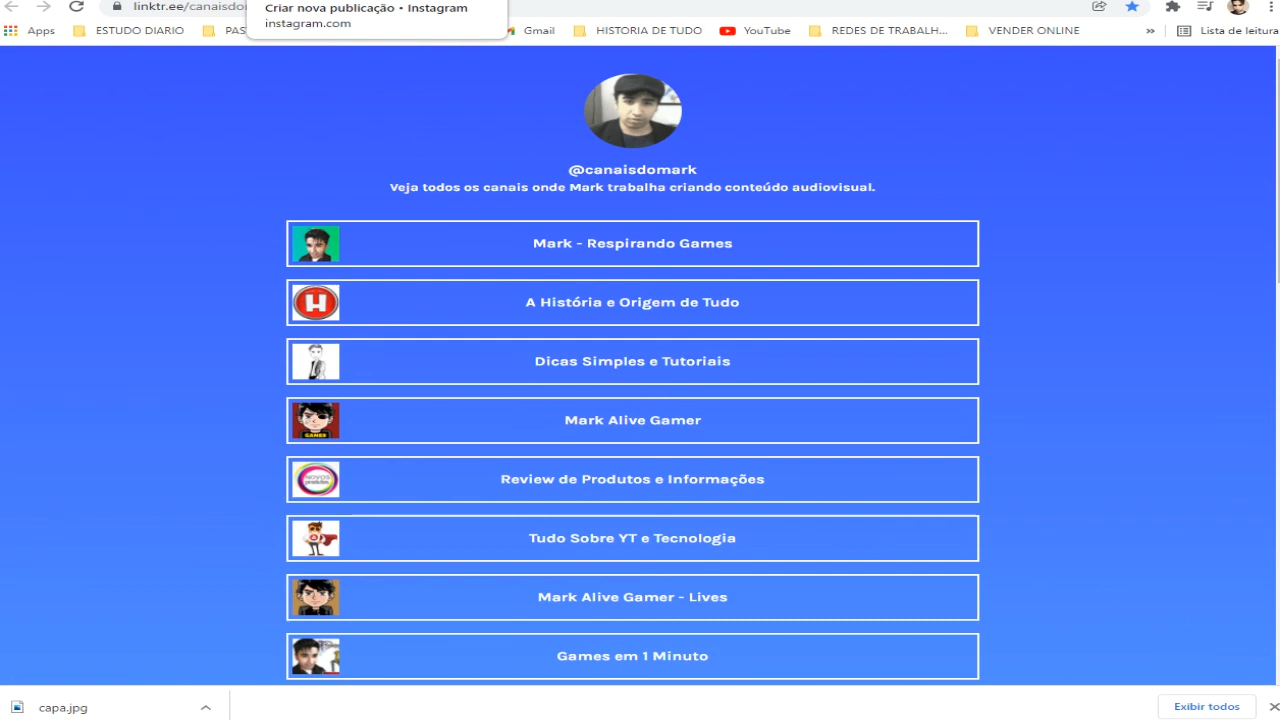 linktr.ee/canaisdo
Criar nova publicação • Instagram
instagram.com
Apps
ESTUDO DIARIO
PAS
Gmail
HISTORIA DE TUDO
YouTube
REDES DE TRABALH...
VENDER ONLINE
»
Lista de leitura
@canaisdomark
Veja todos os canais onde Mark trabalha criando conteúdo audiovisual.
Mark - Respirando Games
H
A História e Origem de Tudo
Dicas Simples e Tutoriais
GAMES
Mark Alive Gamer
NOVOS
produtos
Review de Produtos e Informações
Tudo Sobre YT e Tecnologia
Mark Alive Gamer - Lives
Games em 1 Minuto
capa.jpg
Exibir todos